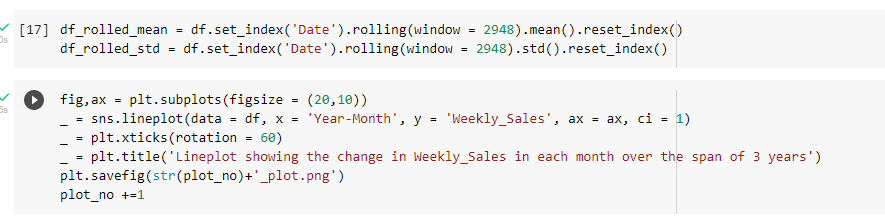 [17] df_rolled_mean = df.set_index('Date').rolling(window = 2948).mean().reset_index()
df_rolled_std = df.set_index('Date').rolling(window = 2948).std().reset_index()
fig,ax = plt.subplots(figsize = (20,10))
_ = sns.lineplot(data = df, x = 'Year-Month', y = 'Weekly_Sales', ax = ax, ci = 1)
_ = plt.xticks(rotation = 60)
_ = plt.title('Lineplot showing the change in Weekly_Sales in each month over the span of 3 years')
plt.savefig(str(plot_no)+'_plot.png')
plot_no +=1